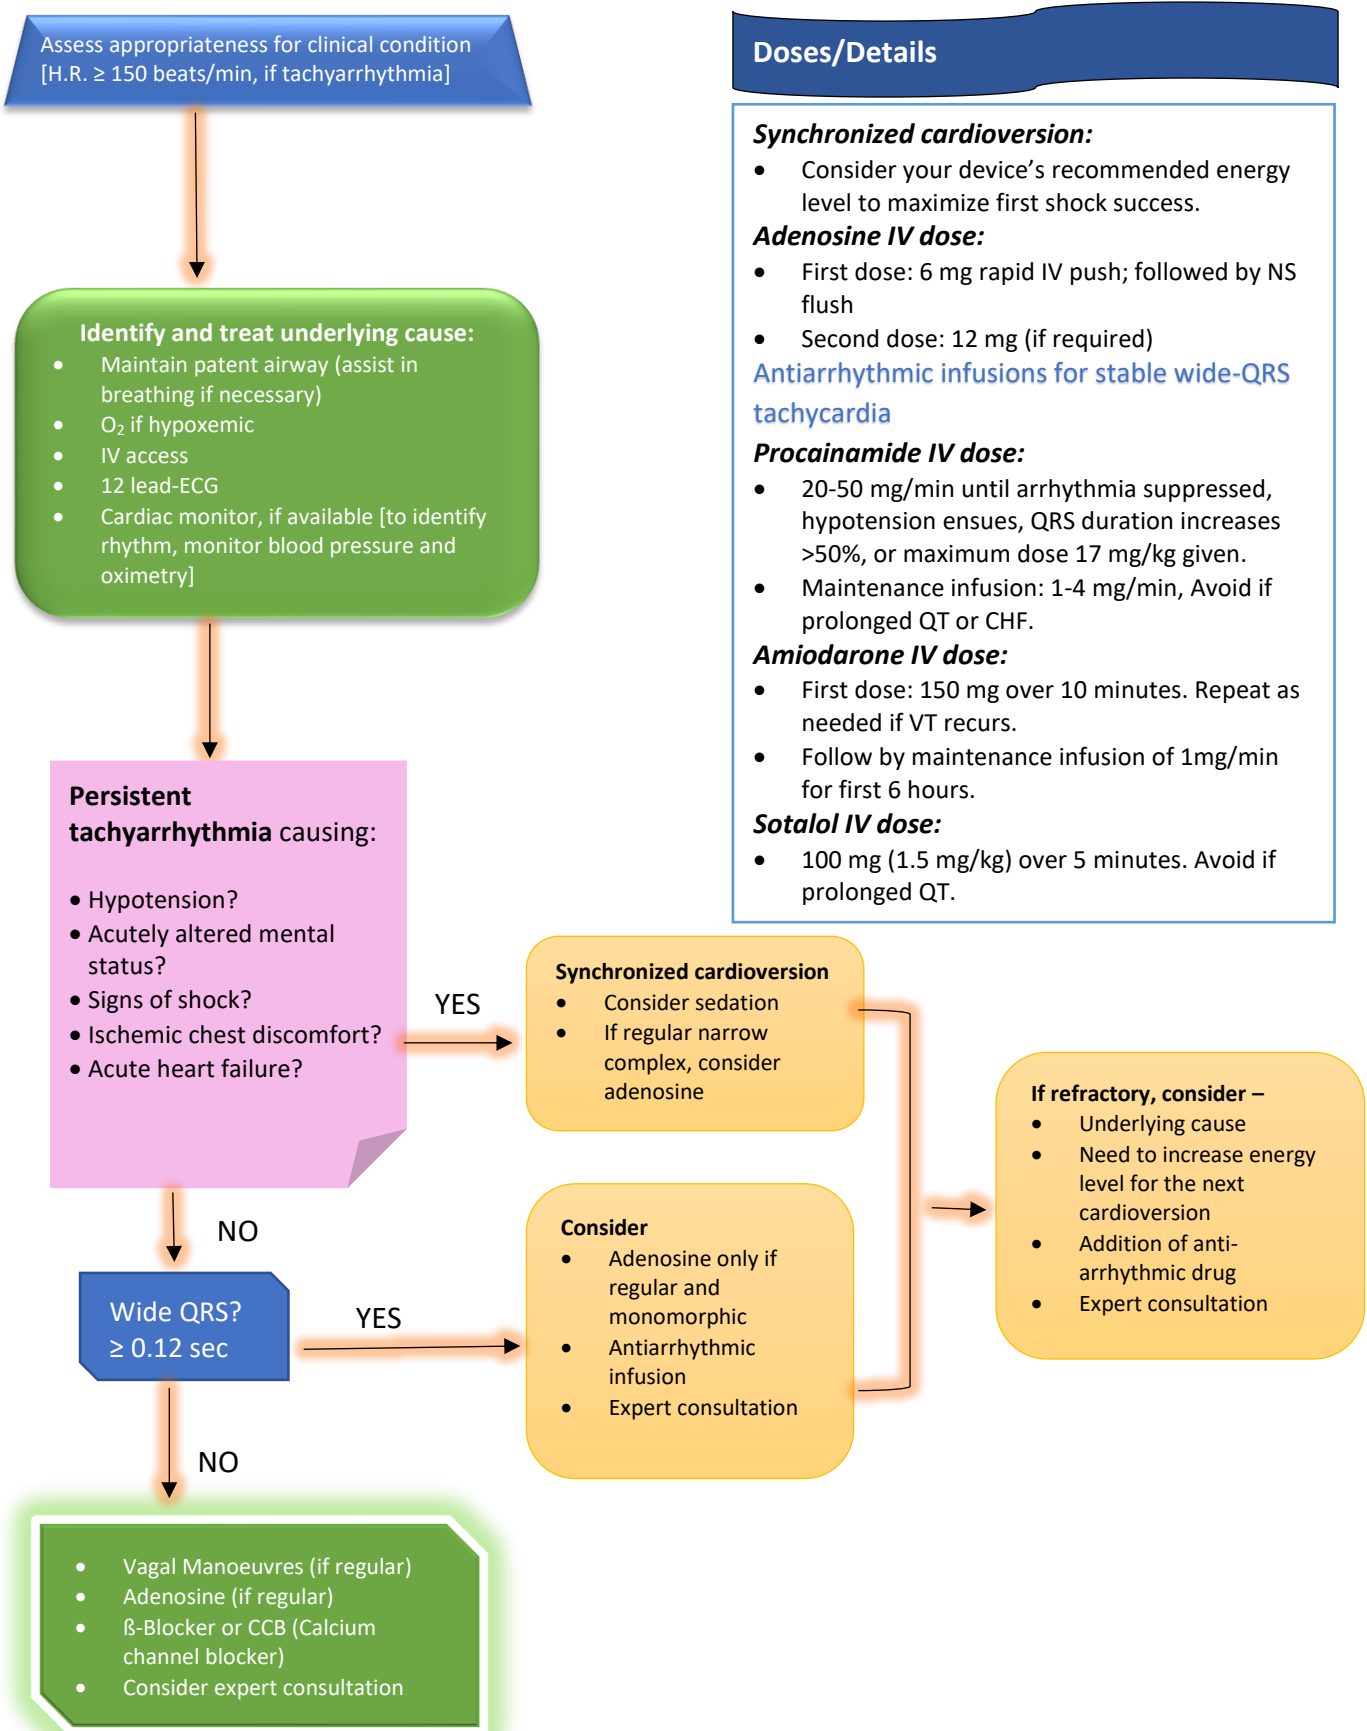 Assess appropriateness for clinical condition
[H.R. ≥ 150 beats/min, if tachyarrhythmia]
Identify and treat underlying cause:
• Maintain patent airway (assist in
breathing if necessary)
• O₂ if hypoxemic
• IV access
• 12 lead-ECG
• Cardiac monitor, if available [to identify
rhythm, monitor blood pressure and
oximetry]
Persistent
tachyarrhythmia causing:
• Hypotension?
• Acutely altered mental
status?
• Signs of shock?
• Ischemic chest discomfort?
• Acute heart failure?
YES
NO
Wide QRS?
≥ 0.12 sec
YES
NO
• Vagal Manoeuvres (if regular)
• Adenosine (if regular)
• ß-Blocker or CCB (Calcium
channel blocker)
• Consider expert consultation
Doses/Details
Synchronized cardioversion:
• Consider your device’s recommended energy
level to maximize first shock success.
Adenosine IV dose:
• First dose: 6 mg rapid IV push; followed by NS
flush
• Second dose: 12 mg (if required)
Antiarrhythmic infusions for stable wide-QRS
tachycardia
Procainamide IV dose:
• 20-50 mg/min until arrhythmia suppressed,
hypotension ensues, QRS duration increases
>50%, or maximum dose 17 mg/kg given.
• Maintenance infusion: 1-4 mg/min, Avoid if
prolonged QT or CHF.
Amiodarone IV dose:
• First dose: 150 mg over 10 minutes. Repeat as
needed if VT recurs.
• Follow by maintenance infusion of 1mg/min
for first 6 hours.
Sotalol IV dose:
• 100 mg (1.5 mg/kg) over 5 minutes. Avoid if
prolonged QT.
Synchronized cardioversion
• Consider sedation
• If regular narrow
complex, consider
adenosine
Consider
• Adenosine only if
regular and
monomorphic
• Antiarrhythmic
infusion
• Expert consultation
If refractory, consider –
• Underlying cause
• Need to increase energy
level for the next
cardioversion
• Addition of anti-
arrhythmic drug
• Expert consultation